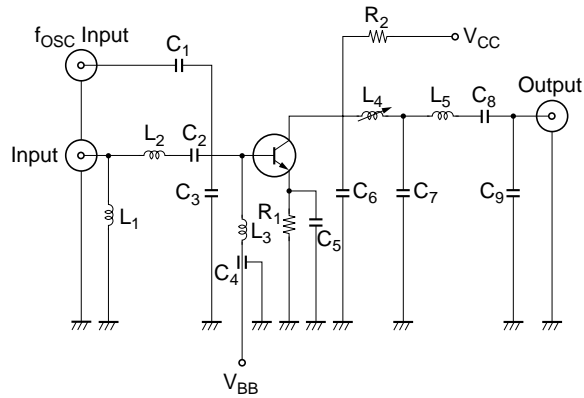 fOSC Input
C1
R2
VCC
L4
L5
C8
Output
Input
L2
C2
L1
C3
L3
R1
C4
C5
C6
C7
C9
VBB